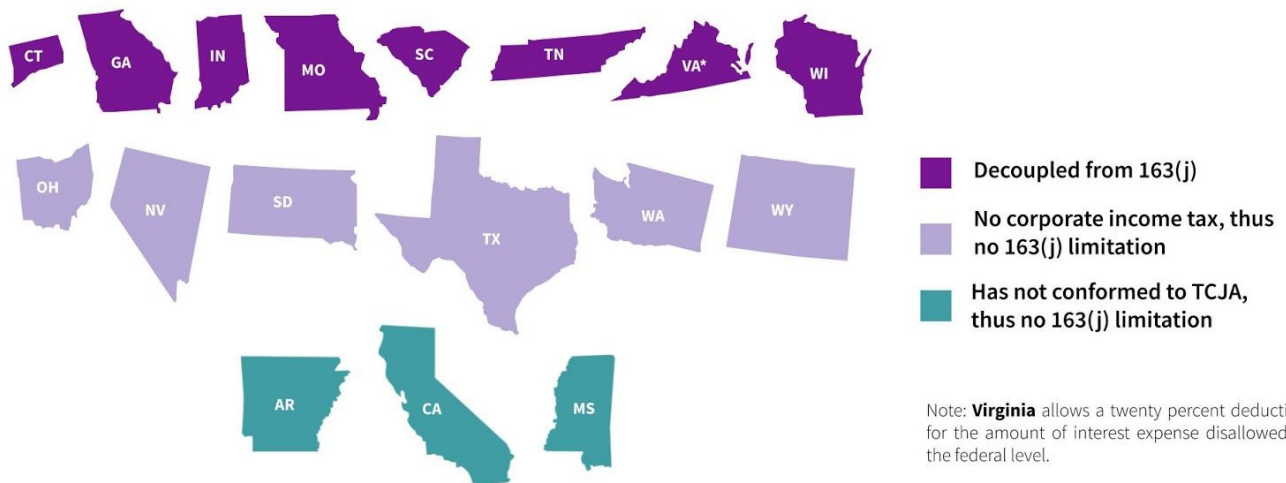 CT
GA
IN
MO
SC
TN
VA*
WI
OH
NV
SD
TX
WA
WY
AR
CA
MS
Decoupled from 163(j)
No corporate income tax, thus
no 163(j) limitation
Has not conformed to TCJA,
thus no 163(j) limitation
Note: Virginia allows a twenty percent deducti
for the amount of interest expense disallowed
the federal level.